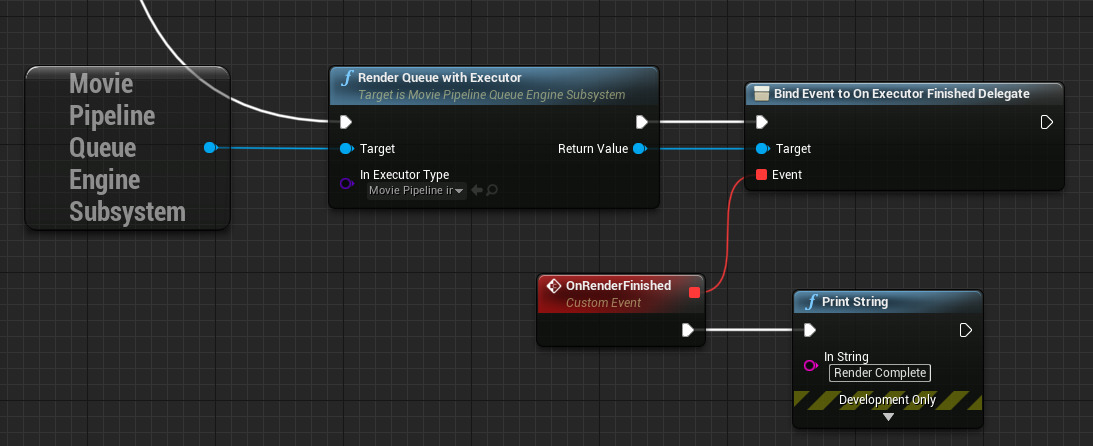 Movie
Pipeline
Queue
Engine
Subsystem
Render Queue with Executor
Target is Movie Pipeline Queue Engine Subsystem
Target
Return Value
In Executor Type
Movie Pipeline ir
Bind Event to On Executor Finished Delegate
Target
Event
OnRenderFinished
Custom Event
Print String
In String
Render Complete
Development Only